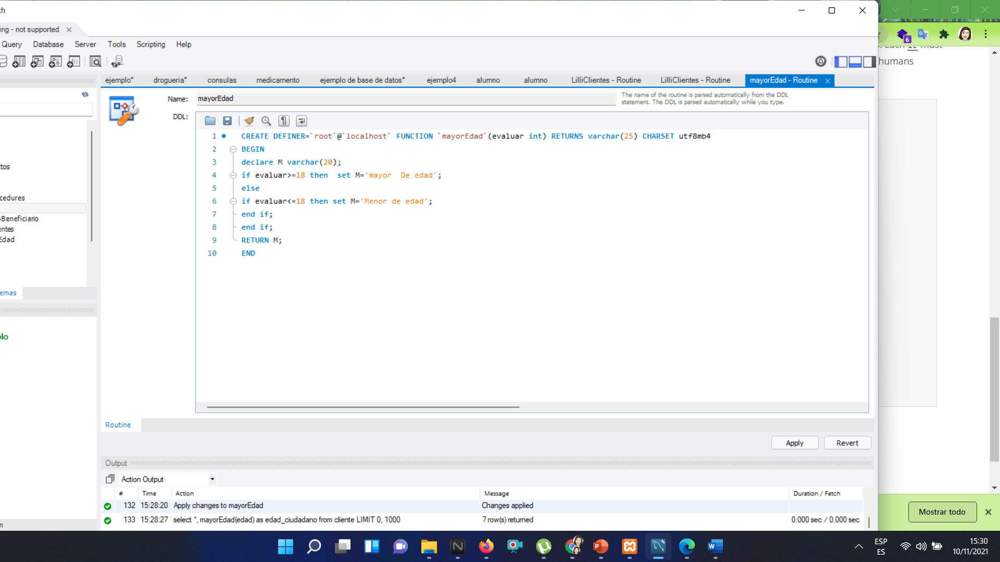 ch
ing - not supported
Query Database Server Tools Scripting Help
humans
6
ejemplo* drogueria* consulas medicamento ejemplo de base de datos* ejemplo4 alumno alumno LilliClientes - Routine LilliClientes - Routine mayorEdad - Routine
Name: mayorEdad
The name of the routine is parsed automatically from the DDL
statement. The DDL is parsed automatically while you type.
DDL:
1 CREATE DEFINER=`root`@`localhost` FUNCTION `mayorEdad`(evaluar int) RETURNS varchar(25) CHARSET utf8mb4
2 BEGIN
3 declare M varchar(20);
4 if evaluar>=18 then  set M='mayor  De edad';
5 else
6 if evaluar<=18 then set M='Menor de edad';
7 end if;
8 end if;
9 RETURN M;
10 END
tos
cedures
Beneficiario
entes
Edad
emas
lo
n
Routine
Apply Revert
Output
Action Output
# Time Action Message Duration / Fetch
132 15:28:20 Apply changes to mayorEdad Changes applied
133 15:28:27 select *, mayorEdad(edad) as edad_ciudadano from cliente LIMIT 0, 1000 7 row(s) returned 0.000 sec / 0.000 sec
Mostrar todo
ESP
ES
15:30
10/11/2021